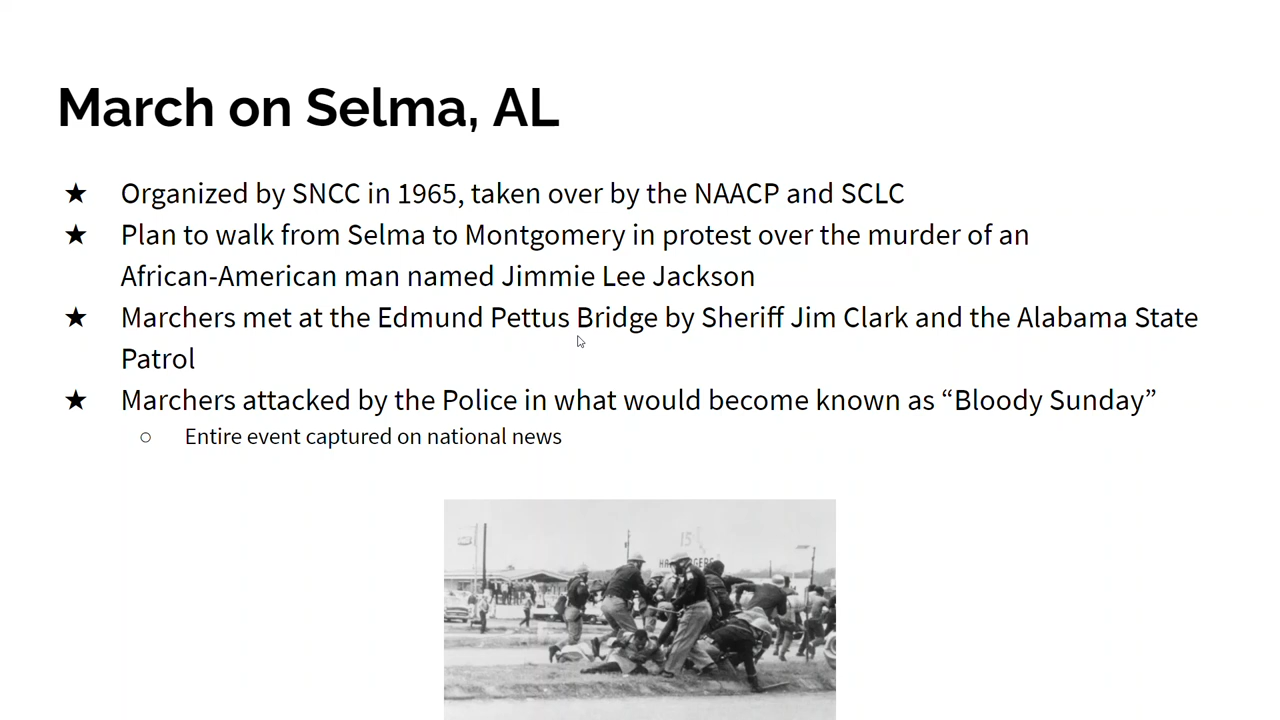 March on Selma, AL
★ Organized by SNCC in 1965, taken over by the NAACP and SCLC
★ Plan to walk from Selma to Montgomery in protest over the murder of an
African-American man named Jimmie Lee Jackson
★ Marchers met at the Edmund Pettus Bridge by Sheriff Jim Clark and the Alabama State
Patrol
★ Marchers attacked by the Police in what would become known as “Bloody Sunday”
○ Entire event captured on national news
15